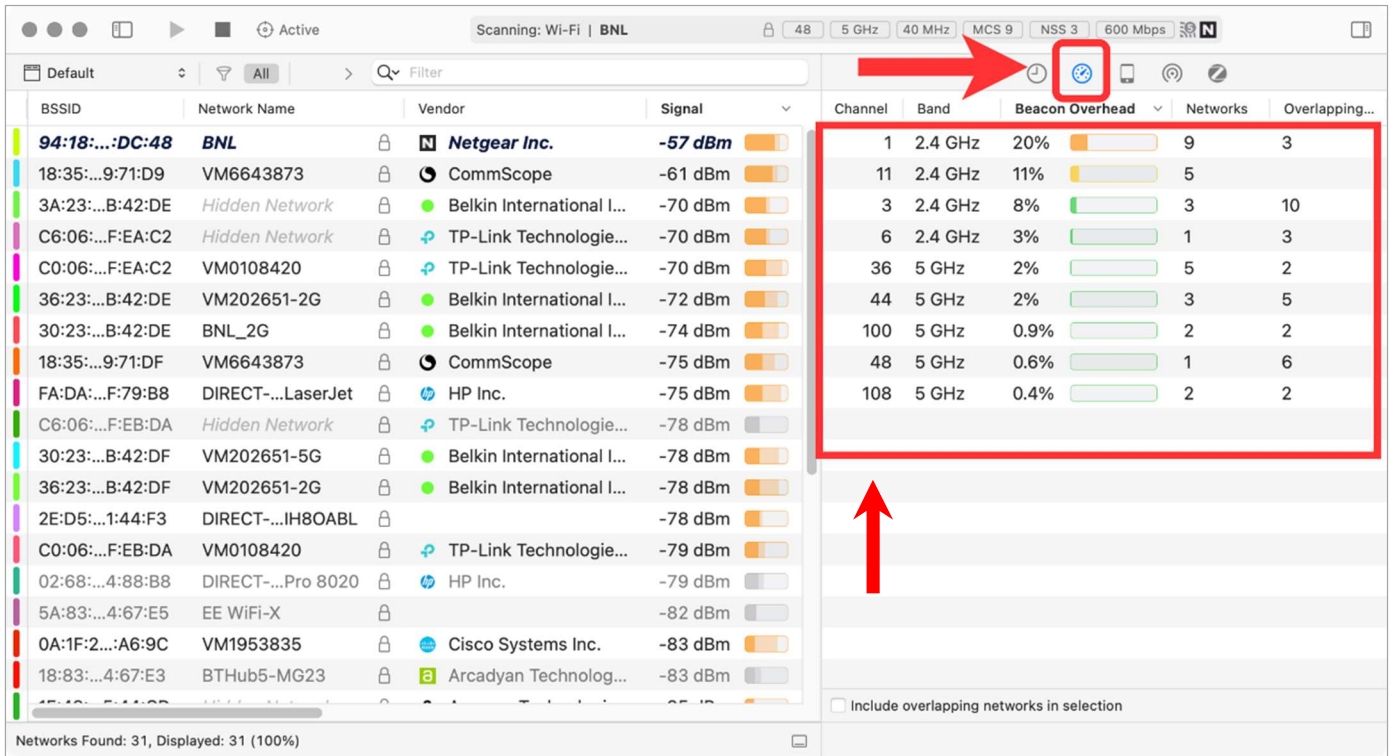 Active
Scanning: Wi-Fi | BNL
48
5 GHz
40 MHz
MCS 9
NSS 3
600 Mbps
N
Default
All
Filter
BSSID Network Name Vendor Signal
94:18:...:DC:48 BNL N Netgear Inc. -57 dBm
18:35:...9:71:D9 VM6643873 CommScope -61 dBm
3A:23:...B:42:DE Hidden Network Belkin International I... -70 dBm
C6:06:...F:EA:C2 Hidden Network TP-Link Technologie... -70 dBm
C0:06:...F:EA:C2 VM0108420 TP-Link Technologie... -70 dBm
36:23:...B:42:DE VM202651-2G Belkin International I... -72 dBm
30:23:...B:42:DE BNL_2G Belkin International I... -74 dBm
18:35:...9:71:DF VM6643873 CommScope -75 dBm
FA:DA:...F:79:B8 DIRECT-...LaserJet hp HP Inc. -75 dBm
C6:06:...F:EB:DA Hidden Network TP-Link Technologie... -78 dBm
30:23:...B:42:DF VM202651-5G Belkin International I... -78 dBm
36:23:...B:42:DF VM202651-2G Belkin International I... -78 dBm
2E:D5:...1:44:F3 DIRECT-...IH8OABL -78 dBm
C0:06:...F:EB:DA VM0108420 TP-Link Technologie... -79 dBm
02:68:...4:88:B8 DIRECT-...Pro 8020 hp HP Inc. -79 dBm
5A:83:...4:67:E5 EE WiFi-X -82 dBm
0A:1F:2...:A6:9C VM1953835 Cisco Systems Inc. -83 dBm
18:83:...4:67:E3 BTHub5-MG23 a Arcadyan Technolog... -83 dBm
Channel Band Beacon Overhead Networks Overlapping...
1 2.4 GHz 20% 9 3
11 2.4 GHz 11% 5
3 2.4 GHz 8% 3 10
6 2.4 GHz 3% 1 3
36 5 GHz 2% 5 2
44 5 GHz 2% 3 5
100 5 GHz 0.9% 2 2
48 5 GHz 0.6% 1 6
108 5 GHz 0.4% 2 2
Include overlapping networks in selection
Networks Found: 31, Displayed: 31 (100%)